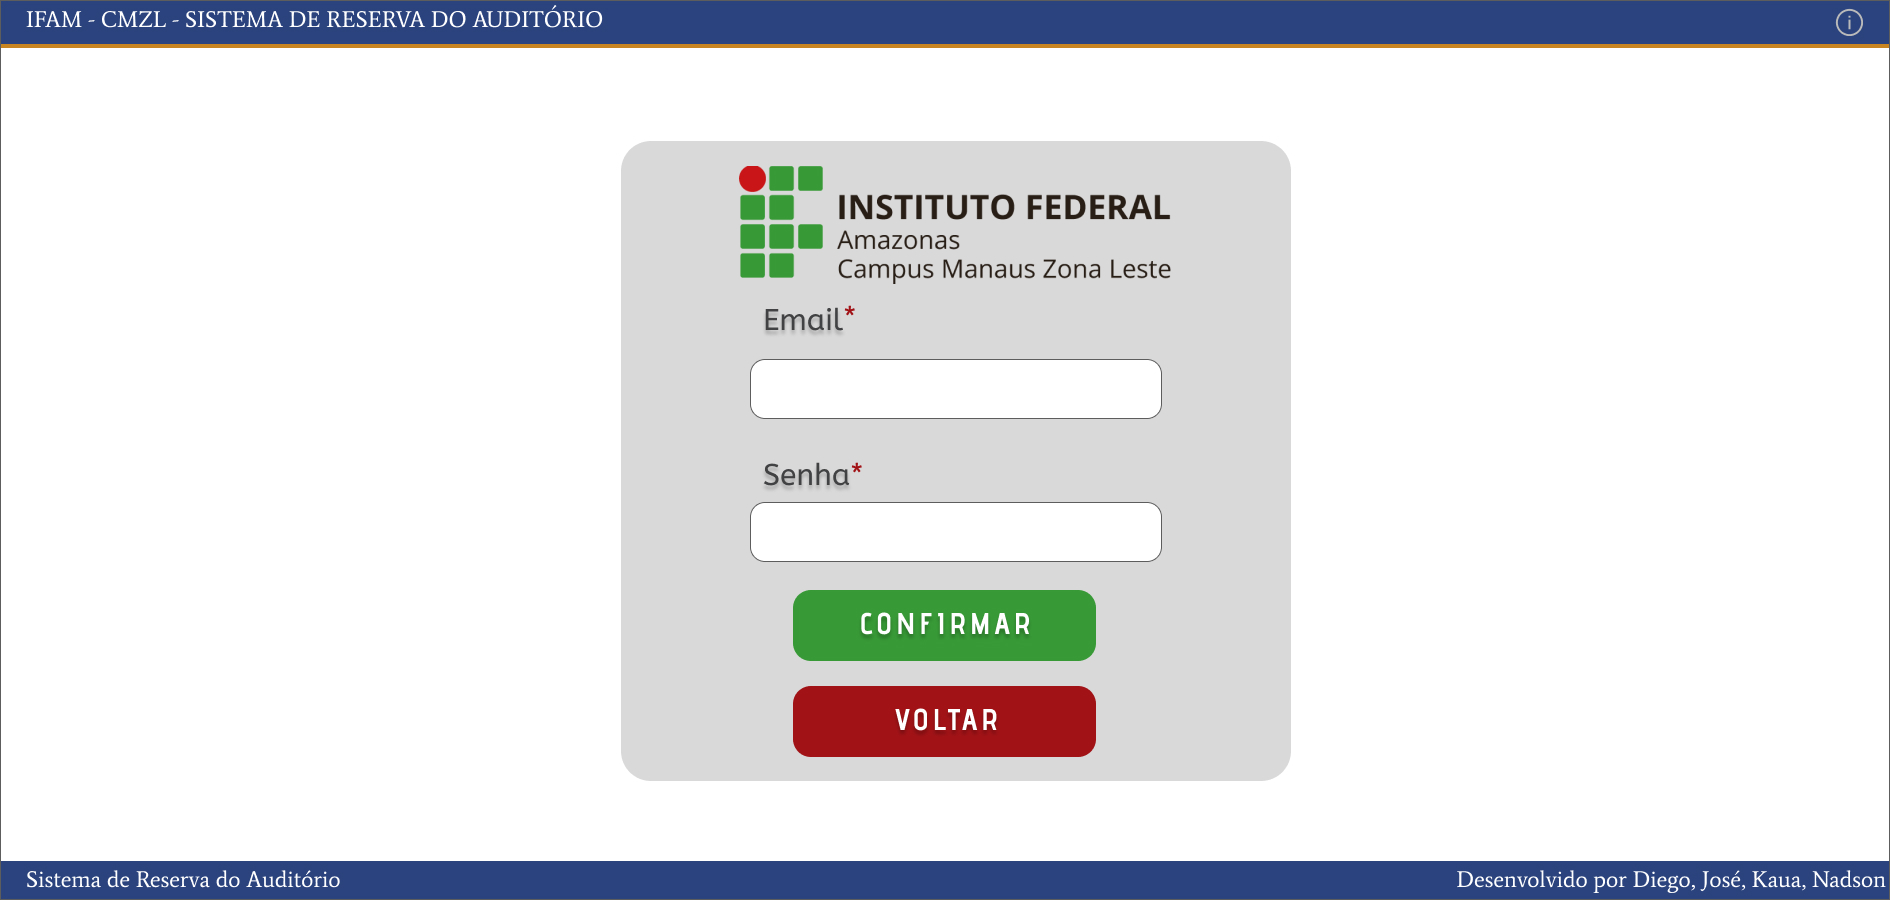 IFAM - CMZL - SISTEMA DE RESERVA DO AUDITÓRIO
i
INSTITUTO FEDERAL
Amazonas
Campus Manaus Zona Leste
Email*
Senha*
CONFIRMAR
VOLTAR
Sistema de Reserva do Auditório
Desenvolvido por Diego, José, Kaua, Nadson